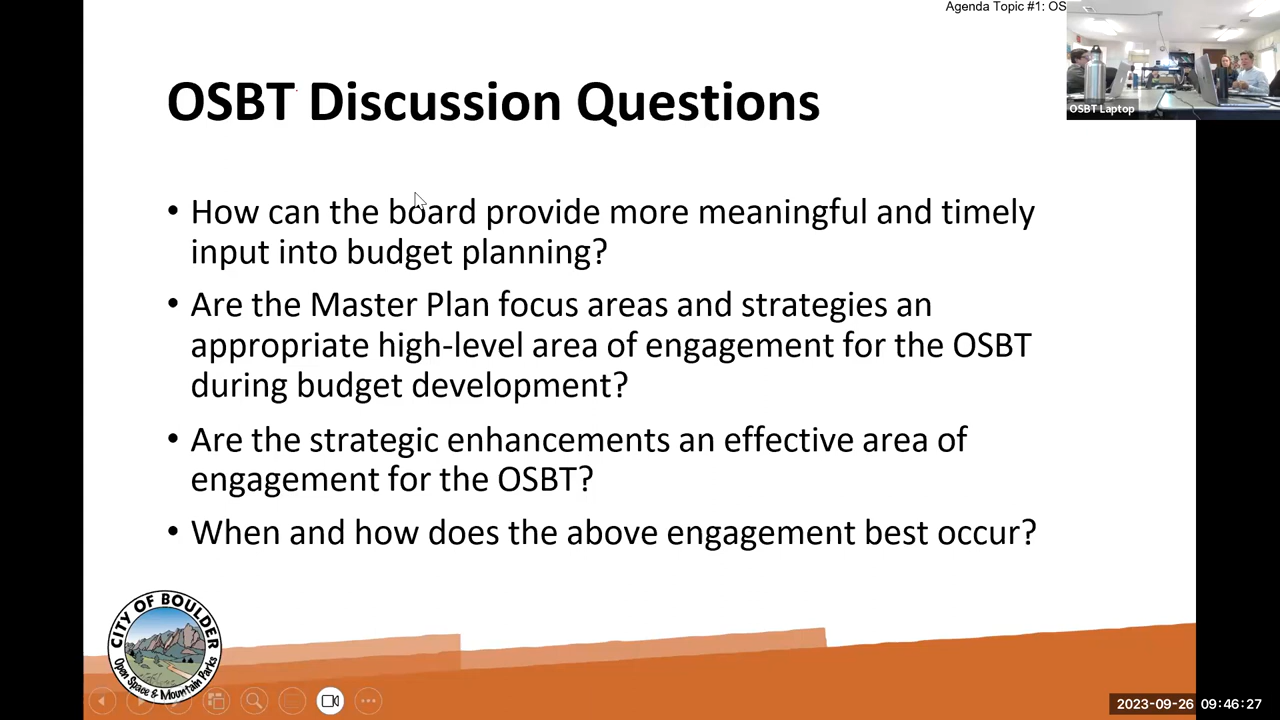 Agenda Topic #1: OS
OSBT Laptop
OSBT Discussion Questions
• How can the board provide more meaningful and timely
input into budget planning?
• Are the Master Plan focus areas and strategies an
appropriate high-level area of engagement for the OSBT
during budget development?
• Are the strategic enhancements an effective area of
engagement for the OSBT?
• When and how does the above engagement best occur?
CITY OF BOULDER
Open Space & Mountain Parks
2023-09-26 09:46:27